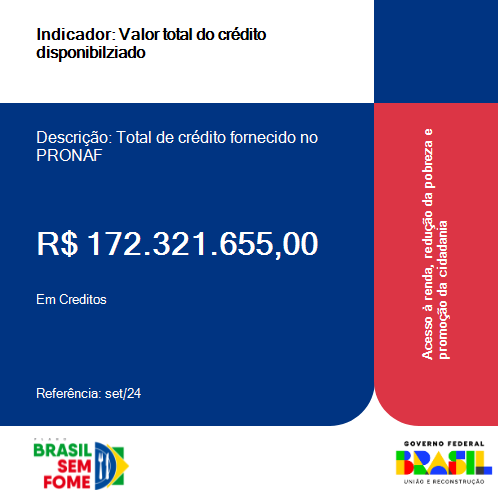 Indicador: Valor total do crédito
disponibilziado
Descrição: Total de crédito fornecido no
PRONAF
R$ 172.321.655,00
Em Creditos
Referência: set/24
Acesso à renda, redução da pobreza e
promoção da cidadania
PLANO
BRASIL
SEM
FOME
GOVERNO FEDERAL
BRASIL
UNIÃO E RECONSTRUÇÃO